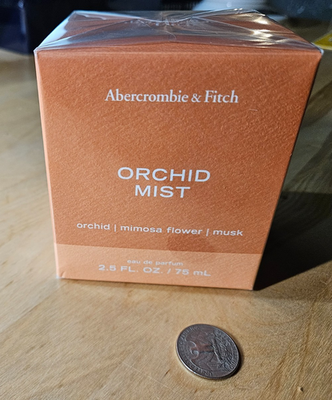 Abercrombie & Fitch
ORCHID
MIST
orchid | mimosa flower | musk
eau de parfum
2.5 FL. OZ / 75 mL